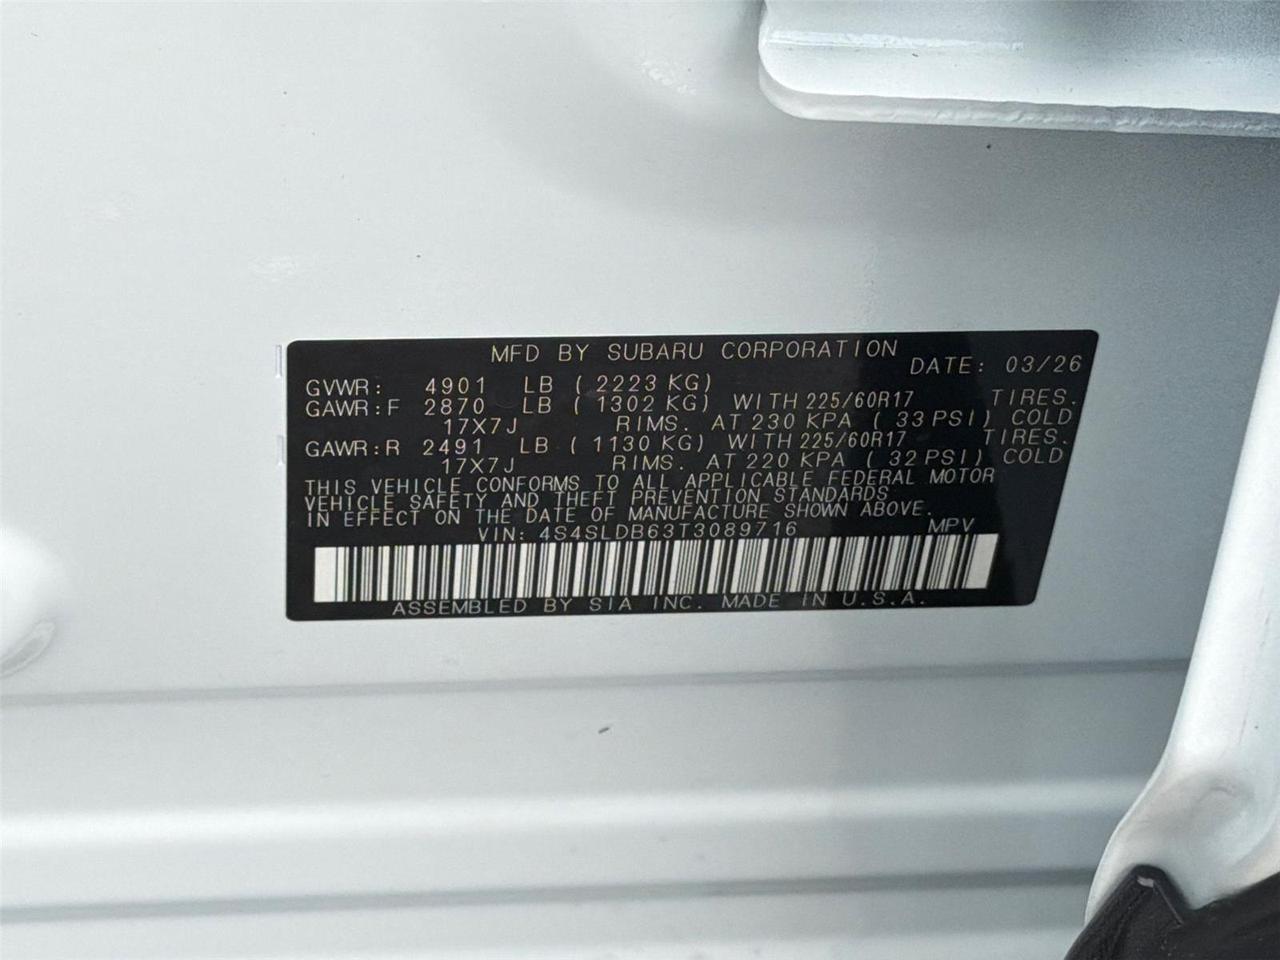 MFD BY SUBARU CORPORATION DATE: 03/26
GVWR: 4901 LB ( 2223 KG)
GAWR:F 2870 LB ( 1302 KG) WITH 225/60R17 TIRES.
17X7J RIMS. AT 230 KPA ( 33 PSI) COLD
GAWR:R 2491 LB ( 1130 KG) WITH 225/60R17 TIRES.
17X7J RIMS. AT 220 KPA ( 32 PSI) COLD
THIS VEHICLE CONFORMS TO ALL APPLICABLE FEDERAL MOTOR
VEHICLE SAFETY AND THEFT PREVENTION STANDARDS
IN EFFECT ON THE DATE OF MANUFACTURE SHOWN ABOVE.
VIN: 4S4SLDB63T3089716 MPV
ASSEMBLED BY SIA INC. MADE IN U.S.A.